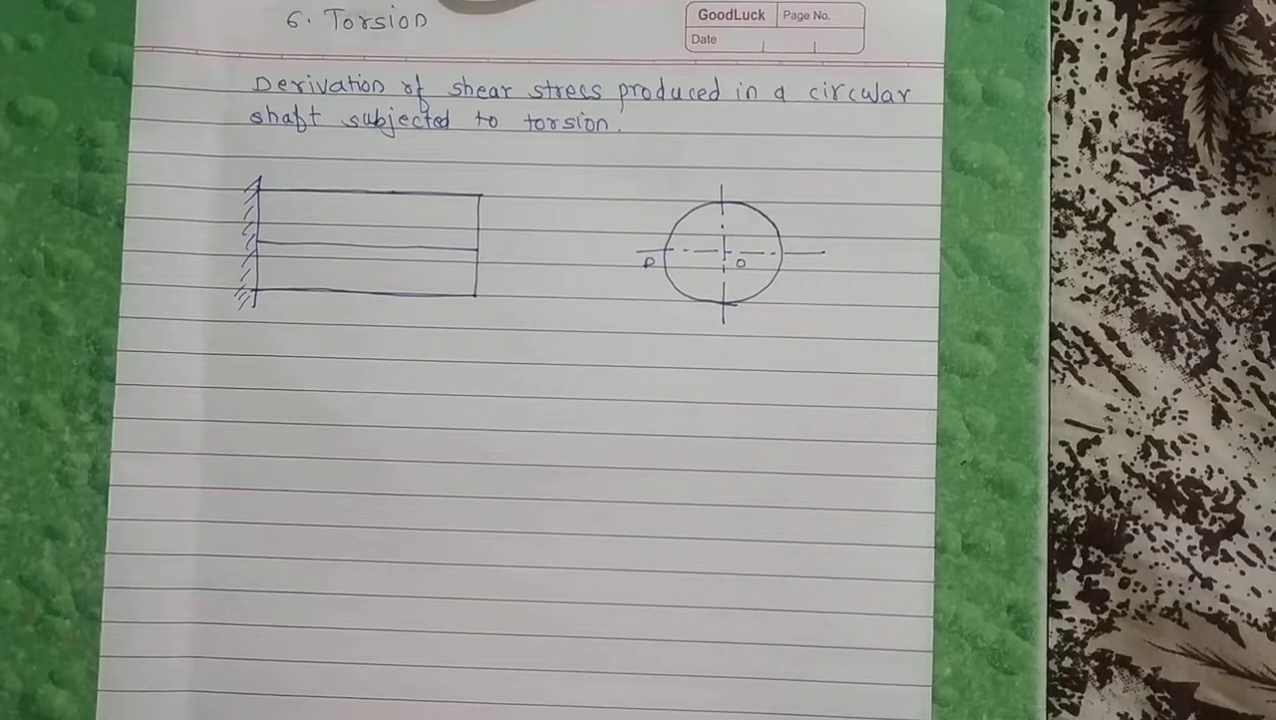 6. Torsion
GoodLuck Page No.
Date
Derivation of shear stress produced in a circular
shaft subjected to torsion.
D
O